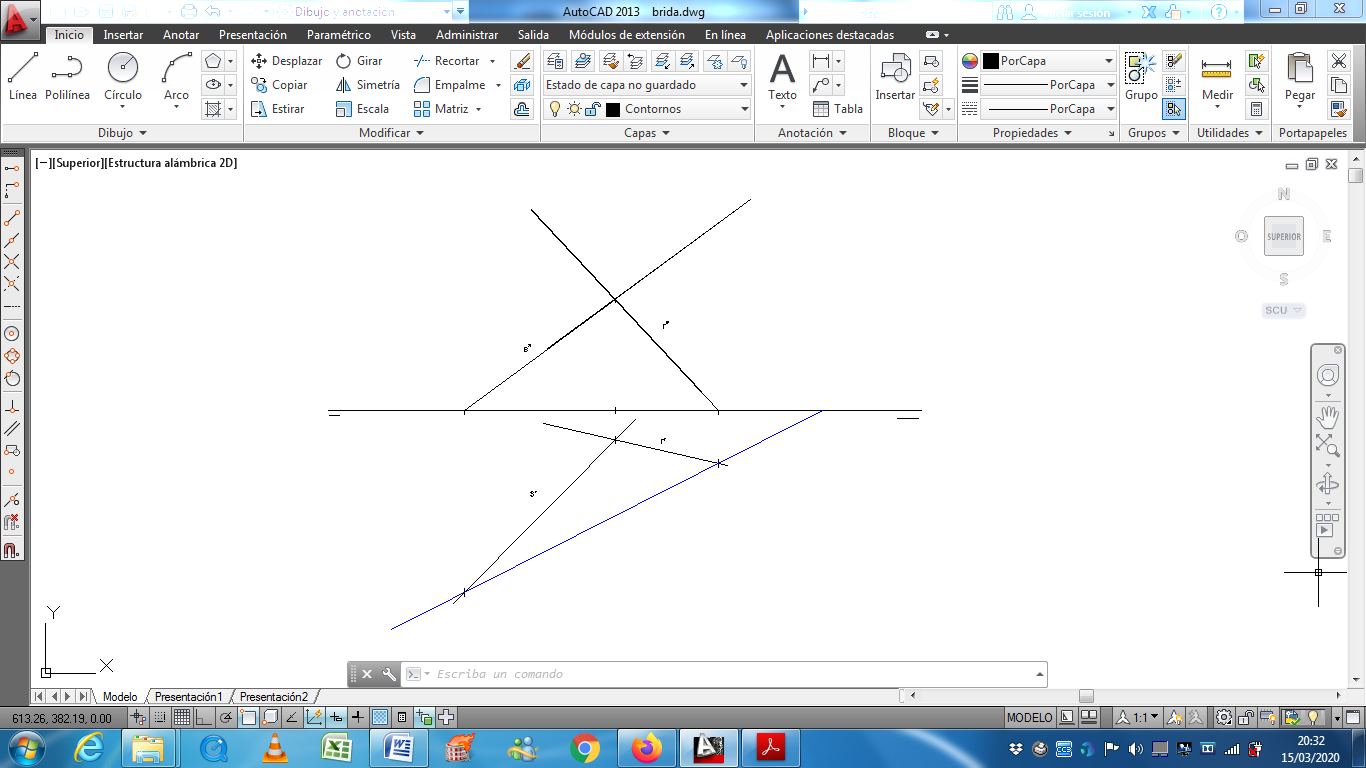 Dibujo y anotación AutoCAD 2013 brida.dwg
Inicio Insertar Anotar Presentación Paramétrico Vista Administrar Salida Módulos de extensión En línea Aplicaciones destacadas
Línea Polilínea Círculo Arco Desplazar Girar Recortar Texto Insertar PorCapa Grupo Medir Pegar
Copiar Simetría Empalme Estado de capa no guardado PorCapa
Estirar Escala Matriz Contornos Tabla PorCapa
Dibujo Modificar Capas Anotación Bloque Propiedades Grupos Utilidades Portapapeles
[−][Superior][Estructura alámbrica 2D]
N
O SUPERIOR E
S
SCU
r"
s"
r'
s'
Y
X
Escriba un comando
Modelo Presentación1 Presentación2
613.26, 382.19, 0.00 MODELO 1:1
20:32
15/03/2020